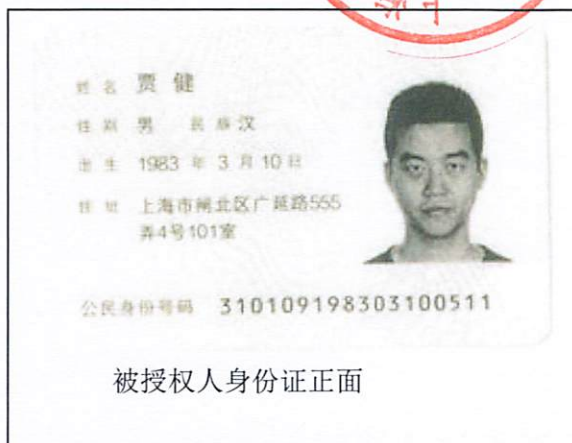 姓名 贾健
性别 男 民族 汉
出生 1983 年 3 月 10 日
住址 上海市闸北区广延路555
弄4号101室
公民身份号码 310109198303100511
被授权人身份证正面